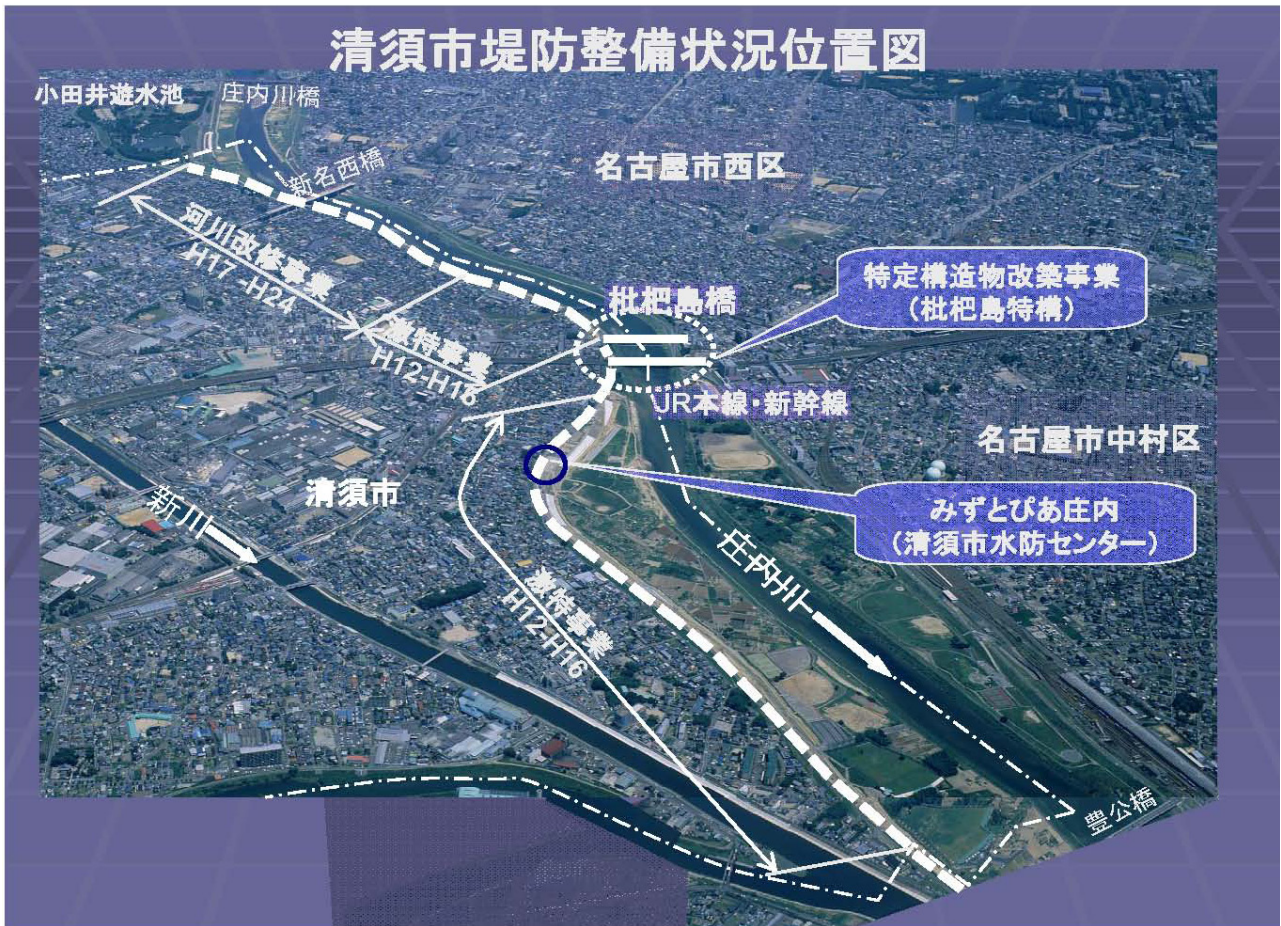 清須市堤防整備状況位置図
小田井遊水池
庄内川橋
新名西橋
名古屋市西区
河川改修事業
H17-H24
激特事業
H12-H16
枇杷島橋
特定構造物改築事業
(枇杷島特構)
JR本線・新幹線
名古屋市中村区
清須市
新川
みずとぴあ庄内
(清須市水防センター)
庄内川
激特事業
H12-H16
豊公橋